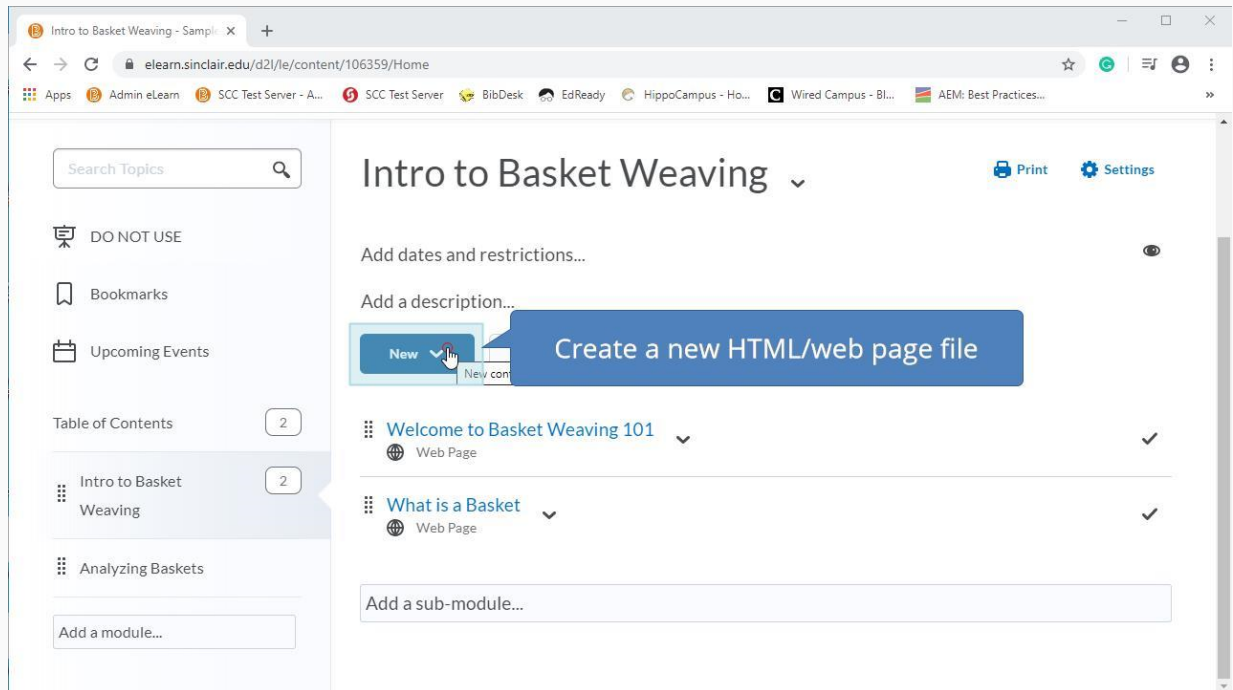 Intro to Basket Weaving - Sampl
elearn.sinclair.edu/d2l/le/content/106359/Home
Apps Admin eLearn SCC Test Server - A... SCC Test Server BibDesk EdReady HippoCampus - Ho... Wired Campus - Bl... AEM: Best Practices... »
Search Topics
DO NOT USE
Bookmarks
Upcoming Events
Table of Contents 2
Intro to Basket 2
Weaving
Analyzing Baskets
Add a module...
Intro to Basket Weaving
Print Settings
Add dates and restrictions...
Add a description...
New
New con
Create a new HTML/web page file
Welcome to Basket Weaving 101
Web Page
What is a Basket
Web Page
Add a sub-module...